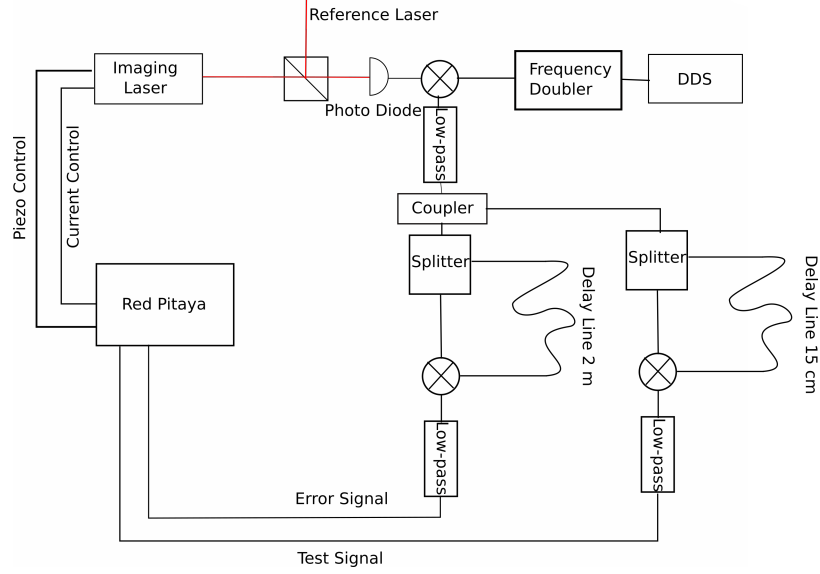 Reference Laser
Imaging
Laser
Photo Diode
Frequency
Doubler
DDS
Low-pass
Coupler
Piezo Control
Current Control
Splitter
Splitter
Delay Line 2 m
Delay Line 15 cm
Red Pitaya
Low-pass
Low-pass
Error Signal
Test Signal